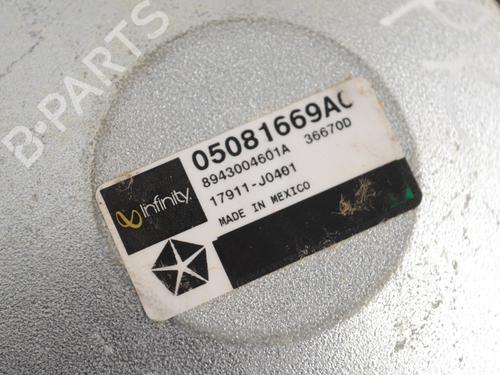 B-PARTS
05081669AC
8943004601A 36670D
17911-J0401
MADE IN MEXICO
infinity